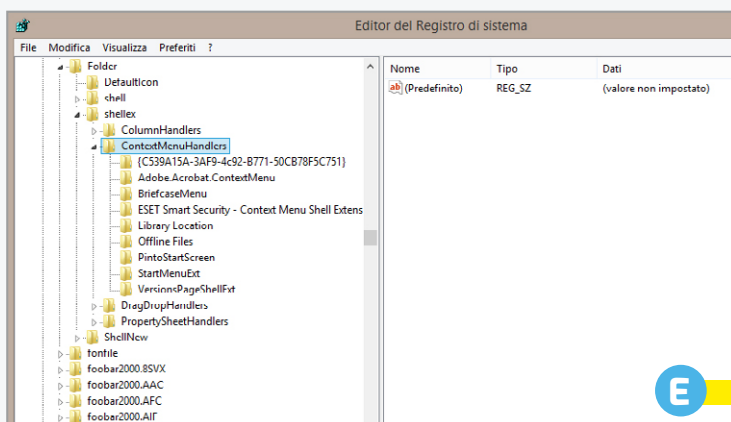 Editor del Registro di sistema
File Modifica Visualizza Preferiti ?
Folder
DefaultIcon
shell
shellex
ColumnHandlers
ContextMenuHandlers
{C539A15A-3AF9-4c92-B771-50CB78F5C751}
Adobe.Acrobat.ContextMenu
BriefcaseMenu
ESET Smart Security - Context Menu Shell Extens
Library Location
Offline Files
PintoStartScreen
StartMenuExt
VersionsPageShellExt
DragDropHandlers
PropertySheetHandlers
ShellNew
fonfile
foobar2000.8SVX
foobar2000.AAC
foobar2000.AFC
foobar2000.AIF
Nome Tipo Dati
ab (Predefinito) REG_SZ (valore non impostato)
E